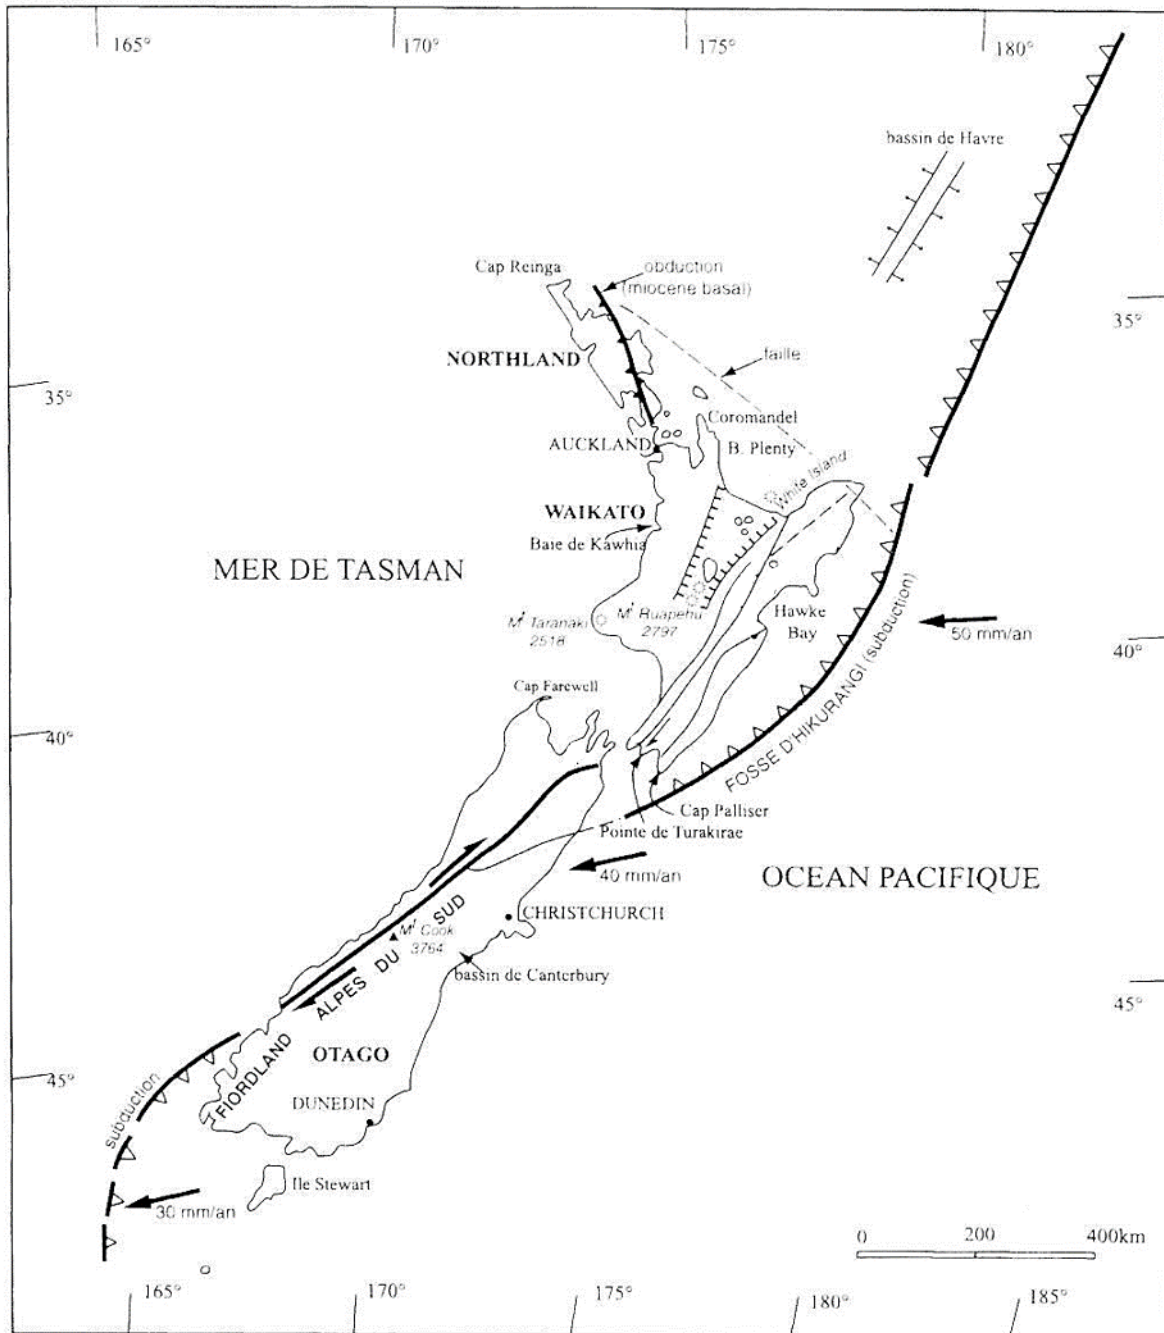 165°
170°
175°
180°
bassin de Havre
Cap Reinga
obduction
(miocene basal)
35°
NORTHLAND
faille
35°
Coromandel
AUCKLAND
B. Plenty
White Island
WAIKATO
Baie de Kawhia
MER DE TASMAN
Mt Taranaki
2518
Mt Ruapehu
2797
Hawke
Bay
50 mm/an
40°
FOSSE D'HIKURANGI (subduction)
Cap Farewell
40°
Cap Palliser
Pointe de Turakirae
40 mm/an
OCEAN PACIFIQUE
CHRISTCHURCH
Mt Cook
3764
ALPES DU SUD
bassin de Canterbury
45°
FIORDLAND
OTAGO
45°
subduction
DUNEDIN
Ile Stewart
30 mm/an
0 200 400km
165°
170°
175°
180°
185°